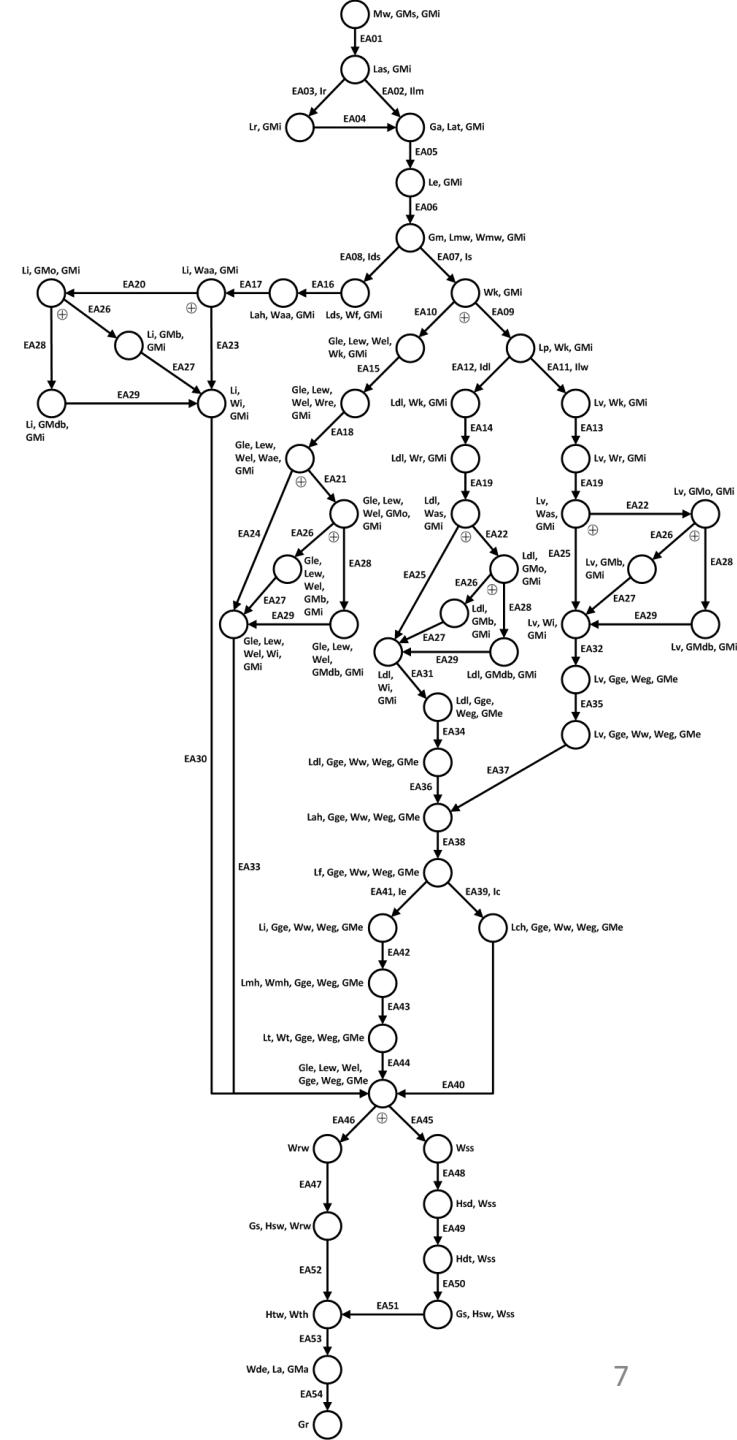 Mw, GMs, GMi
EA01
Las, GMi
EA03, Ir
EA02, Ilm
Lr, GMi
EA04
Ga, Lat, GMi
EA05
Le, GMi
EA06
Gm, Lmw, Wmw, GMi
EA08, Ids
EA07, Is
Li, GMo, GMi
EA20
Li, Waa, GMi
EA17
EA16
Wk, GMi
Lah, Waa, GMi
Lds, Wf, GMi
⊕
⊕
⊕
EA26
EA10
EA09
EA28
Li, GMb,
GMi
EA23
Gle, Lew, Wel,
Wk, GMi
Lp, Wk, GMi
EA27
EA15
EA12, Idl
EA11, Ilw
EA29
Li, GMdb,
GMi
Li,
Wi,
GMi
Gle, Lew,
Wel, Wre,
GMi
Ldl, Wk, GMi
Lv, Wk, GMi
EA18
EA14
EA13
Gle, Lew,
Wel, Wae,
GMi
Ldl, Wr, GMi
Lv, Wr, GMi
⊕
EA21
EA19
EA19
Gle, Lew,
Wel, GMo,
GMi
Ldl,
Was,
GMi
Lv,
Was,
GMi
EA22
Lv, GMo, GMi
⊕
⊕
⊕
⊕
EA24
EA26
EA28
EA22
EA25
EA26
EA28
Gle,
Lew,
Wel,
GMb,
GMi
EA25
Ldl,
GMo,
GMi
EA26
⊕
Lv, GMb,
GMi
EA27
Ldl,
GMb,
GMi
EA28
EA27
EA29
EA27
EA29
Gle, Lew,
Wel, Wi,
GMi
Gle, Lew,
Wel,
GMdb, GMi
EA29
Lv, Wi,
GMi
Lv, GMdb, GMi
Ldl,
Wi,
GMi
Ldl, GMdb, GMi
EA31
EA32
Ldl, Gge,
Weg, GMe
Lv, Gge, Weg, GMe
EA34
EA35
Lv, Gge, Ww, Weg, GMe
EA30
Ldl, Gge, Ww, Weg, GMe
EA37
EA36
Lah, Gge, Ww, Weg, GMe
EA38
EA33
Lf, Gge, Ww, Weg, GMe
EA41, Ie
EA39, Ic
Li, Gge, Ww, Weg, GMe
Lch, Gge, Ww, Weg, GMe
EA42
Lmh, Wmh, Gge, Weg, GMe
EA43
Lt, Wt, Gge, Weg, GMe
EA44
Gle, Lew, Wel,
Gge, Weg, GMe
EA40
⊕
EA46
EA45
Wrw
Wss
EA47
EA48
Hsd, Wss
Gs, Hsw, Wrw
EA49
Hdt, Wss
EA52
EA50
Htw, Wth
EA51
Gs, Hsw, Wss
EA53
Wde, La, GMa
EA54
Gr
7